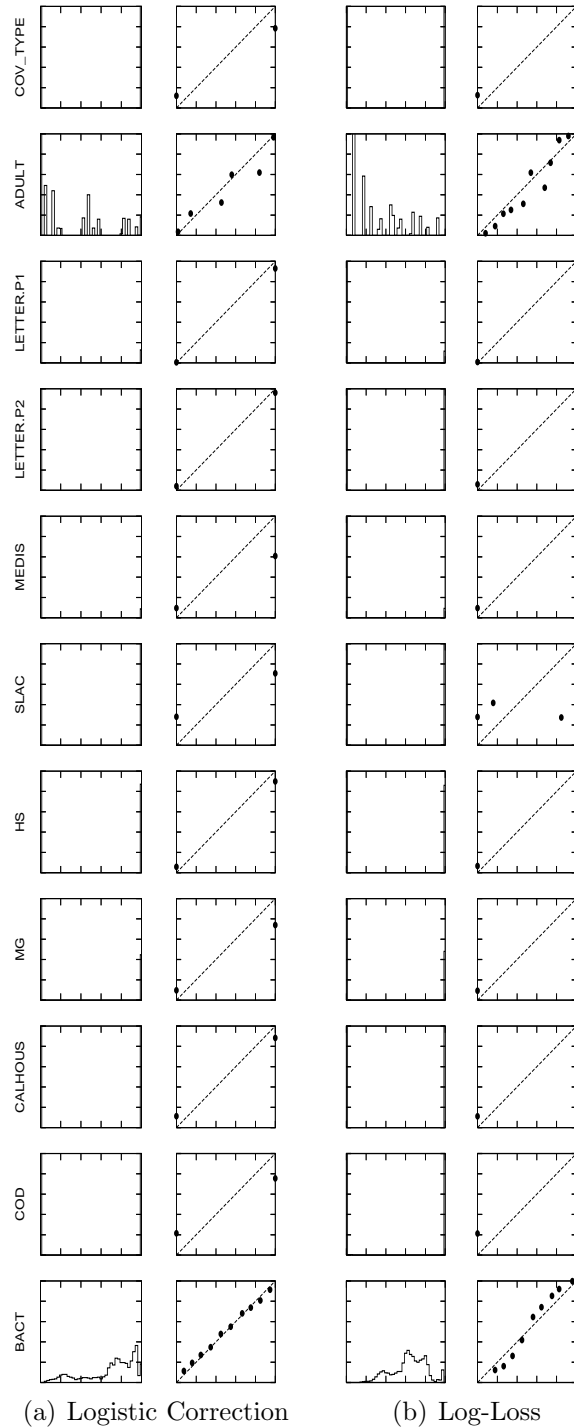 COV_TYPE
ADULT
LETTER.P1
LETTER.P2
MEDIS
SLAC
HS
MG
CALHOUS
COD
BACT
(a) Logistic Correction
(b) Log-Loss